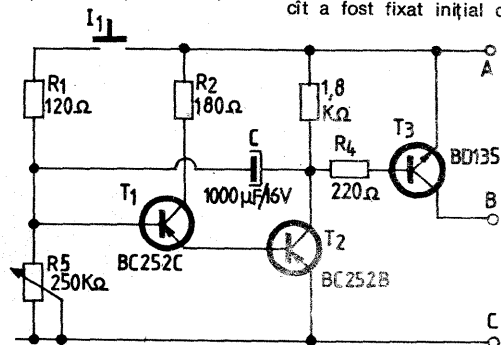 cît a fost fixat inițial
I1
A
R1
120Ω
R2
180Ω
1,8
KΩ
R4
220Ω
T3
BD135
C
1000µF/16V
B
T1
BC252C
T2
BC252B
R5
250KΩ
C